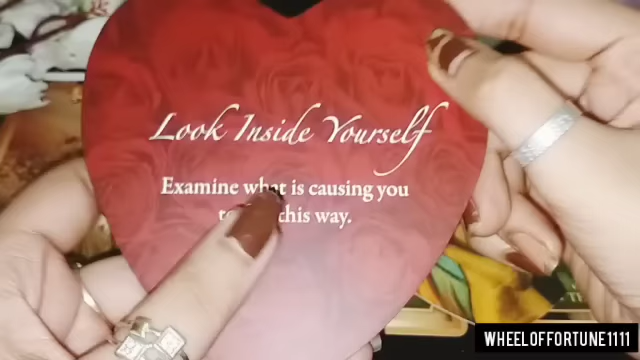 Look Inside Yourself
Examine what is causing you
this way.
WHEELOFFORTUNE1111